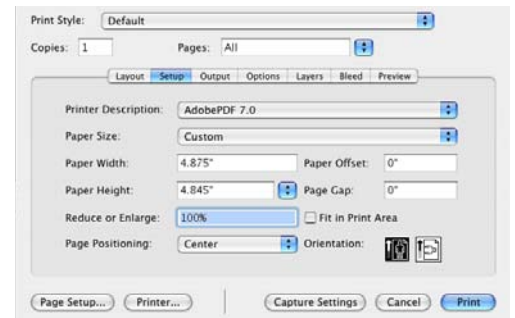 Print Style: Default
Copies: 1 Pages: All
Layout Setup Output Options Layers Bleed Preview
Printer Description: AdobePDF 7.0
Paper Size: Custom
Paper Width: 4.875" Paper Offset: 0"
Paper Height: 4.845" Page Gap: 0"
Reduce or Enlarge: 100% Fit in Print Area
Page Positioning: Center Orientation:
Page Setup... Printer... Capture Settings Cancel Print